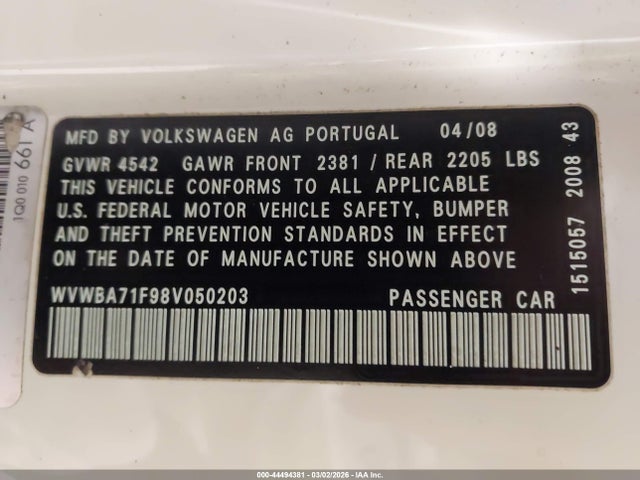 MFD BY VOLKSWAGEN AG PORTUGAL 04/08
GVWR 4542 GAWR FRONT 2381 / REAR 2205 LBS
THIS VEHICLE CONFORMS TO ALL APPLICABLE
U.S. FEDERAL MOTOR VEHICLE SAFETY, BUMPER
AND THEFT PREVENTION STANDARDS IN EFFECT
ON THE DATE OF MANUFACTURE SHOWN ABOVE
WVWBA71F98V050203 PASSENGER CAR
1515057 2008 43
1Q0 010 661 A
000-44494381 | 03/02/2026 | IAA Inc.